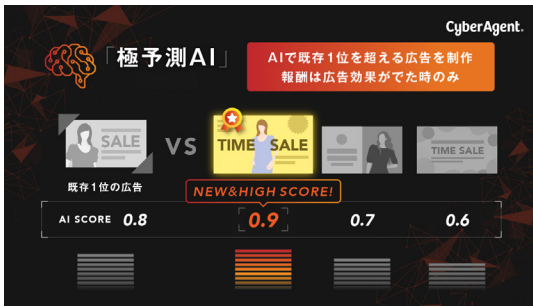 CyberAgent.
「極予測AI」
AIで既存1位を超える広告を制作
報酬は広告効果がでた時のみ
SALE
VS
TIME SALE
TIME SALE
既存1位の広告
NEW&HIGH SCORE!
AI SCORE 0.8 0.9 0.7 0.6